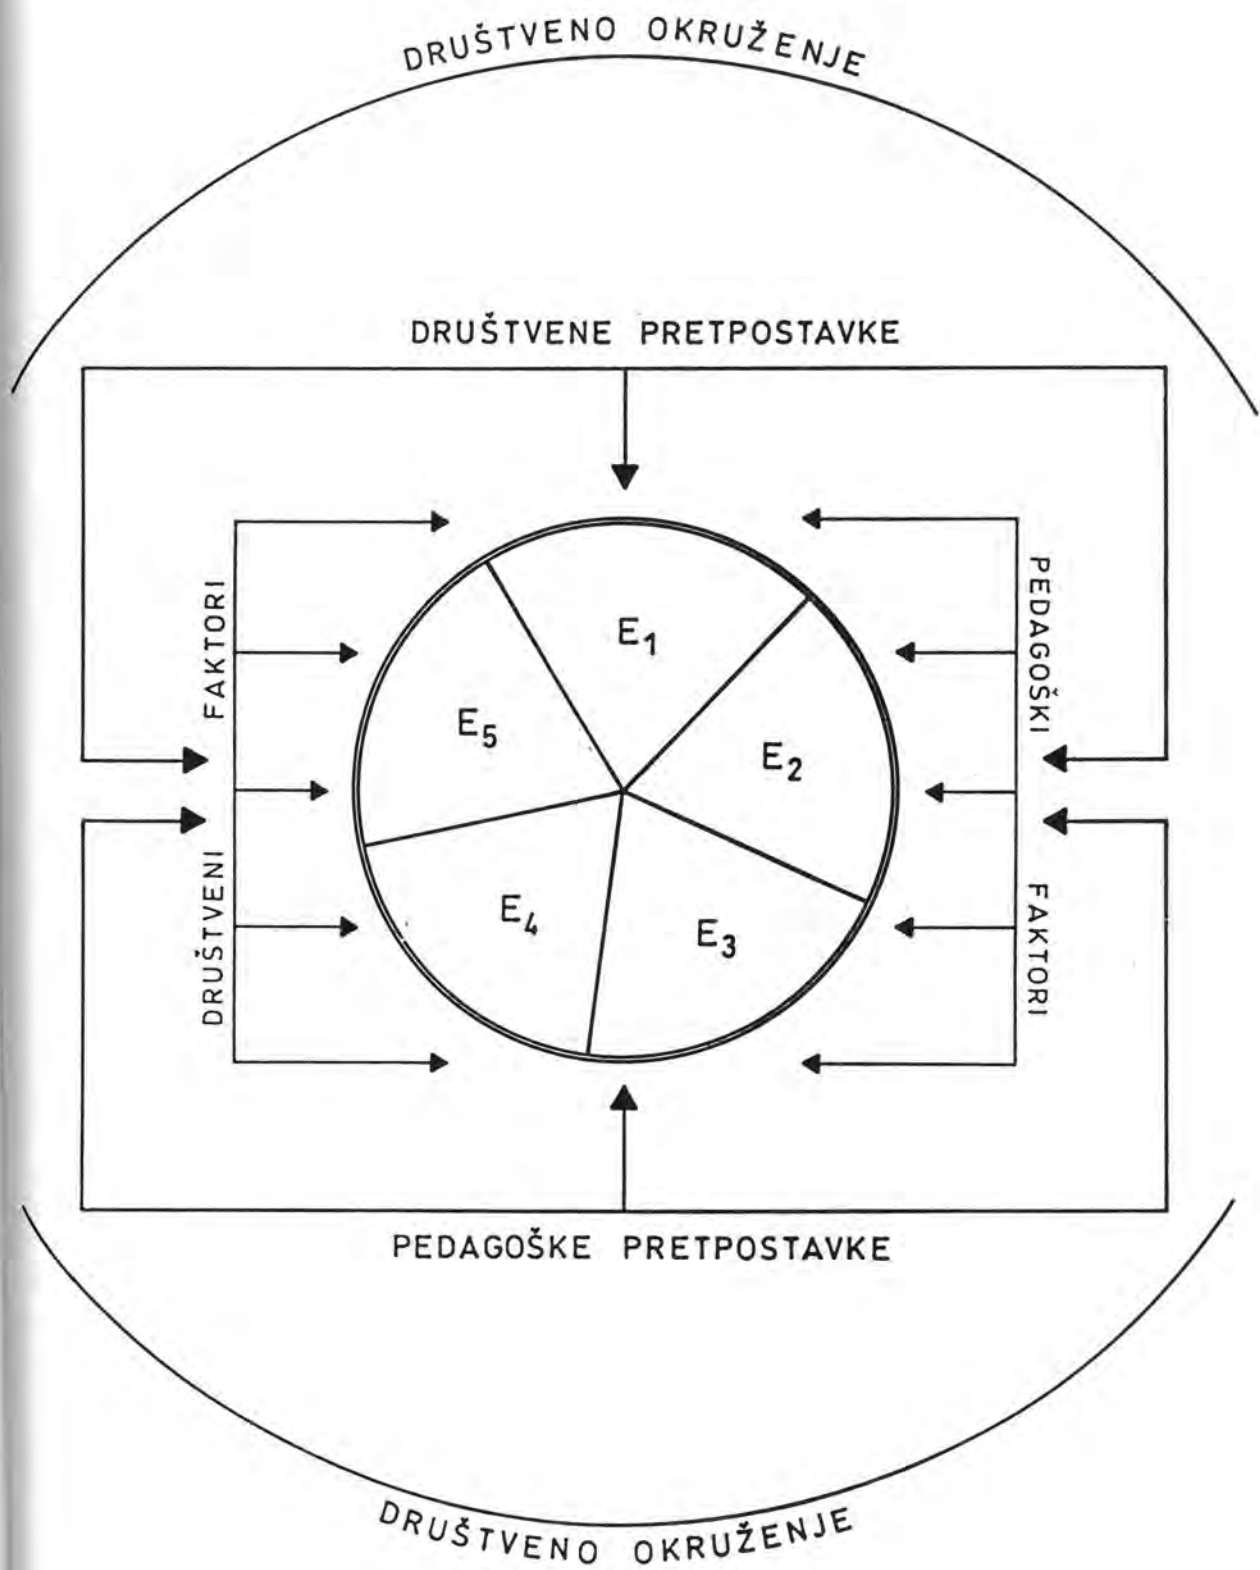 DRUŠTVENO OKRUŽENJE
DRUŠTVENE PRETPOSTAVKE
DRUŠTVENI FAKTORI
PEDAGOŠKI FAKTORI
E1
E2
E3
E4
E5
PEDAGOŠKE PRETPOSTAVKE
DRUŠTVENO OKRUŽENJE